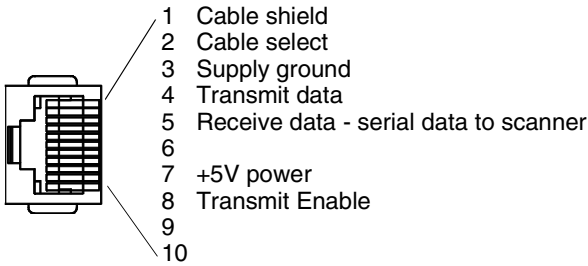 1 Cable shield
2 Cable select
3 Supply ground
4 Transmit data
5 Receive data - serial data to scanner
6
7 +5V power
8 Transmit Enable
9
10